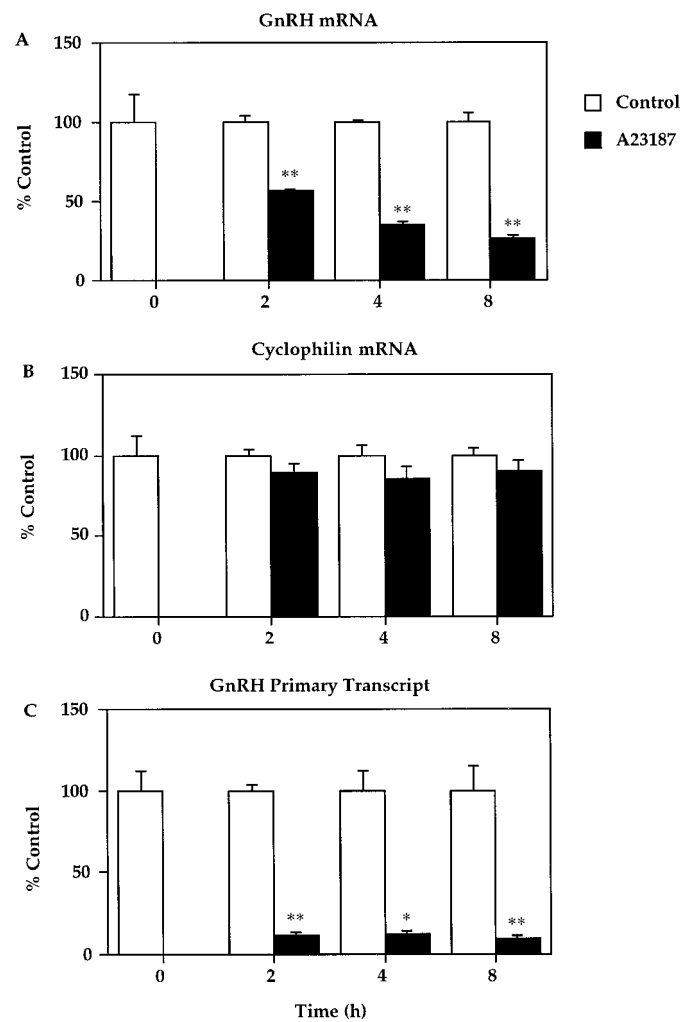 GnRH mRNA
A
150
100
50
0
% Control
** ** **
0 2 4 8
Control
A23187
Cyclophilin mRNA
B
150
100
50
0
% Control
0 2 4 8
GnRH Primary Transcript
C
150
100
50
0
% Control
** * **
0 2 4 8
Time (h)